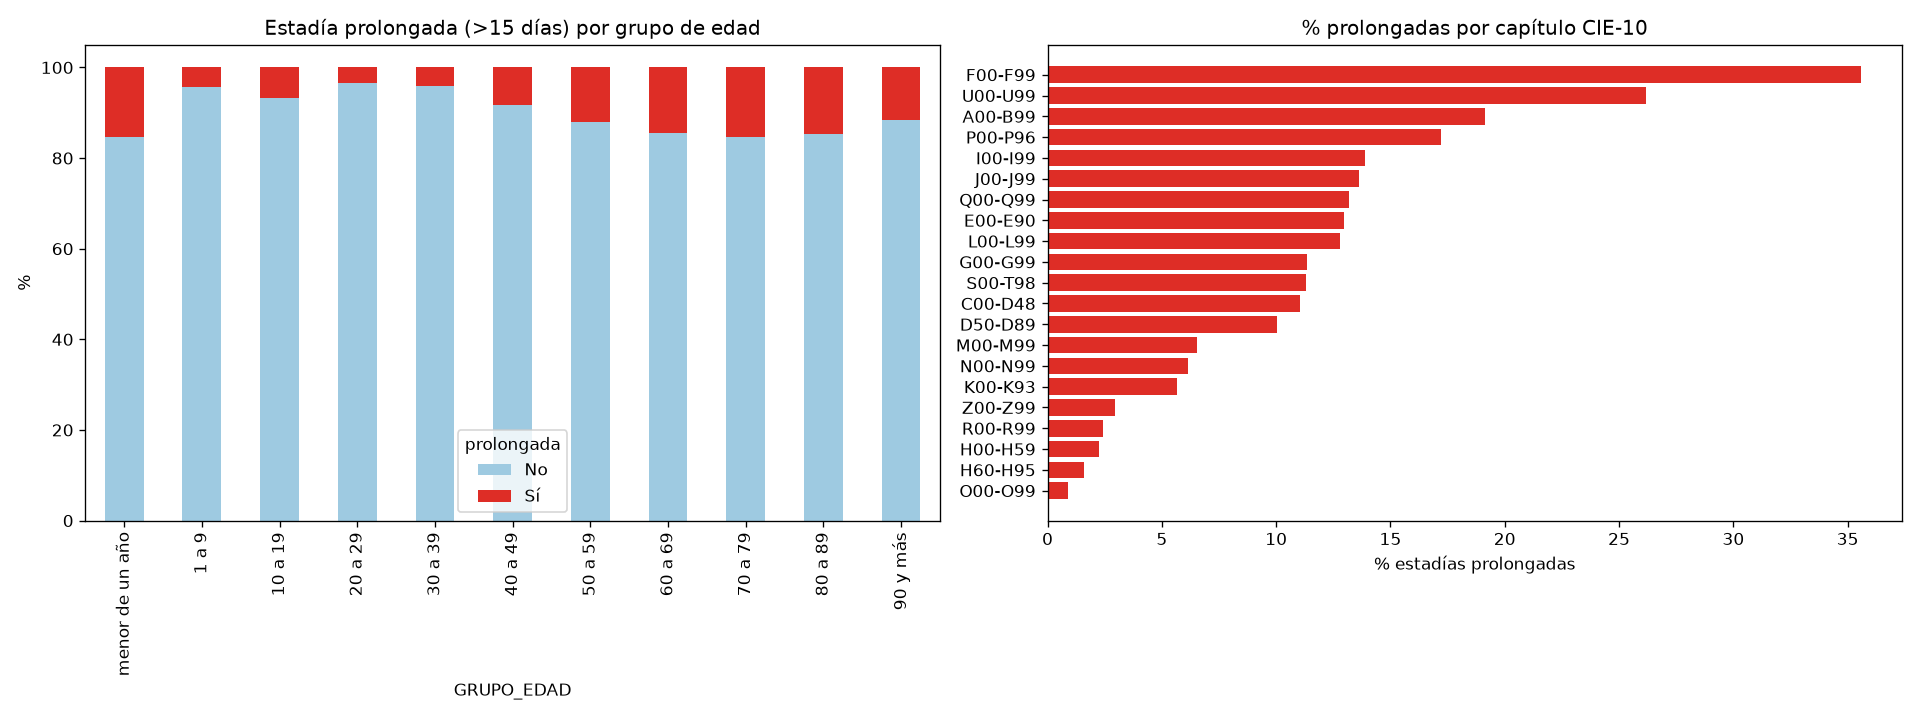 Estadía prolongada (>15 días) por grupo de edad
100
80
60
40
20
0
%
prolongada
No
Sí
menor de un año
1 a 9
10 a 19
20 a 29
30 a 39
40 a 49
50 a 59
60 a 69
70 a 79
80 a 89
90 y más
GRUPO_EDAD
% prolongadas por capítulo CIE-10
F00-F99
U00-U99
A00-B99
P00-P96
I00-I99
J00-J99
Q00-Q99
E00-E90
L00-L99
G00-G99
S00-T98
C00-D48
D50-D89
M00-M99
N00-N99
K00-K93
Z00-Z99
R00-R99
H00-H59
H60-H95
O00-O99
0
5
10
15
20
25
30
35
% estadías prolongadas